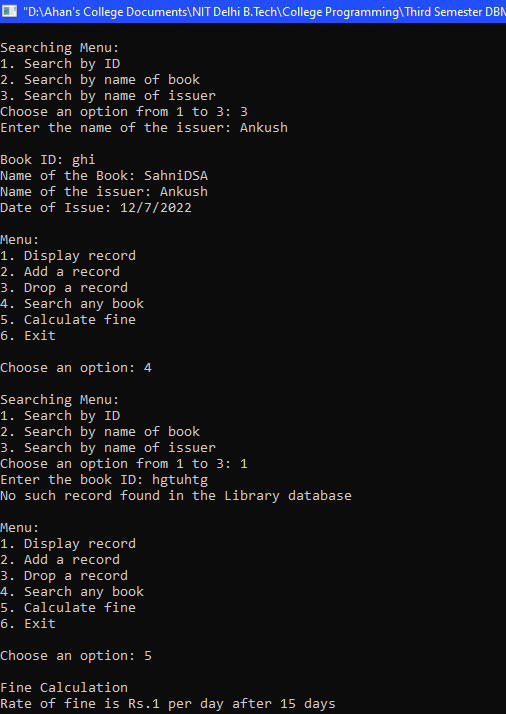 "D:\Ahan's College Documents\NIT Delhi B.Tech\College Programming\Third Semester DBM
Searching Menu:
1. Search by ID
2. Search by name of book
3. Search by name of issuer
Choose an option from 1 to 3: 3
Enter the name of the issuer: Ankush
Book ID: ghi
Name of the Book: SahniDSA
Name of the issuer: Ankush
Date of Issue: 12/7/2022
Menu:
1. Display record
2. Add a record
3. Drop a record
4. Search any book
5. Calculate fine
6. Exit
Choose an option: 4
Searching Menu:
1. Search by ID
2. Search by name of book
3. Search by name of issuer
Choose an option from 1 to 3: 1
Enter the book ID: hgtuhtg
No such record found in the Library database
Menu:
1. Display record
2. Add a record
3. Drop a record
4. Search any book
5. Calculate fine
6. Exit
Choose an option: 5
Fine Calculation
Rate of fine is Rs.1 per day after 15 days